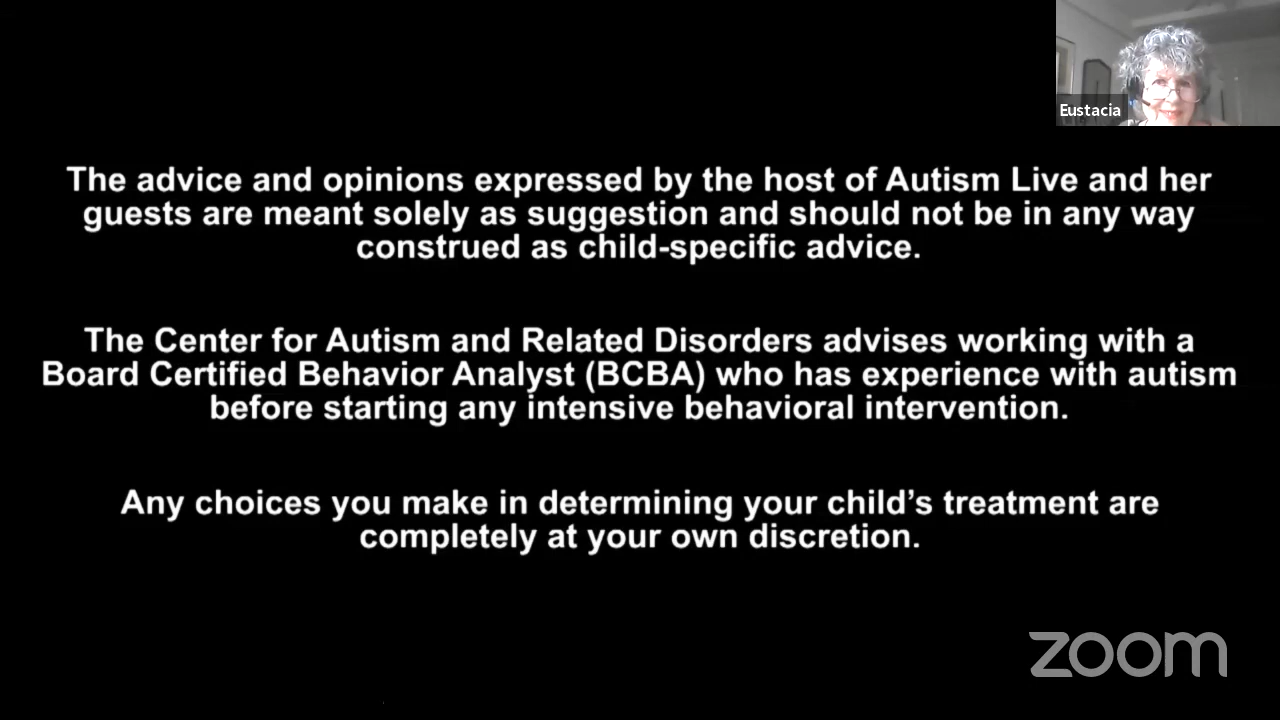 Eustacia
The advice and opinions expressed by the host of Autism Live and her
guests are meant solely as suggestion and should not be in any way
construed as child-specific advice.
The Center for Autism and Related Disorders advises working with a
Board Certified Behavior Analyst (BCBA) who has experience with autism
before starting any intensive behavioral intervention.
Any choices you make in determining your child’s treatment are
completely at your own discretion.
zoom